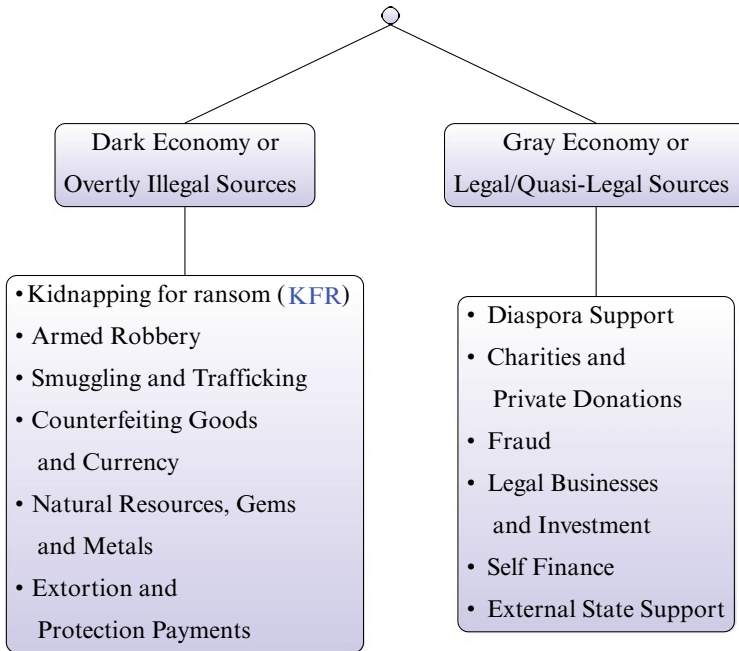 Dark Economy or
Overtly Illegal Sources
• Kidnapping for ransom (KFR)
• Armed Robbery
• Smuggling and Trafficking
• Counterfeiting Goods
and Currency
• Natural Resources, Gems
and Metals
• Extortion and
Protection Payments
Gray Economy or
Legal/Quasi-Legal Sources
• Diaspora Support
• Charities and
Private Donations
• Fraud
• Legal Businesses
and Investment
• Self Finance
• External State Support